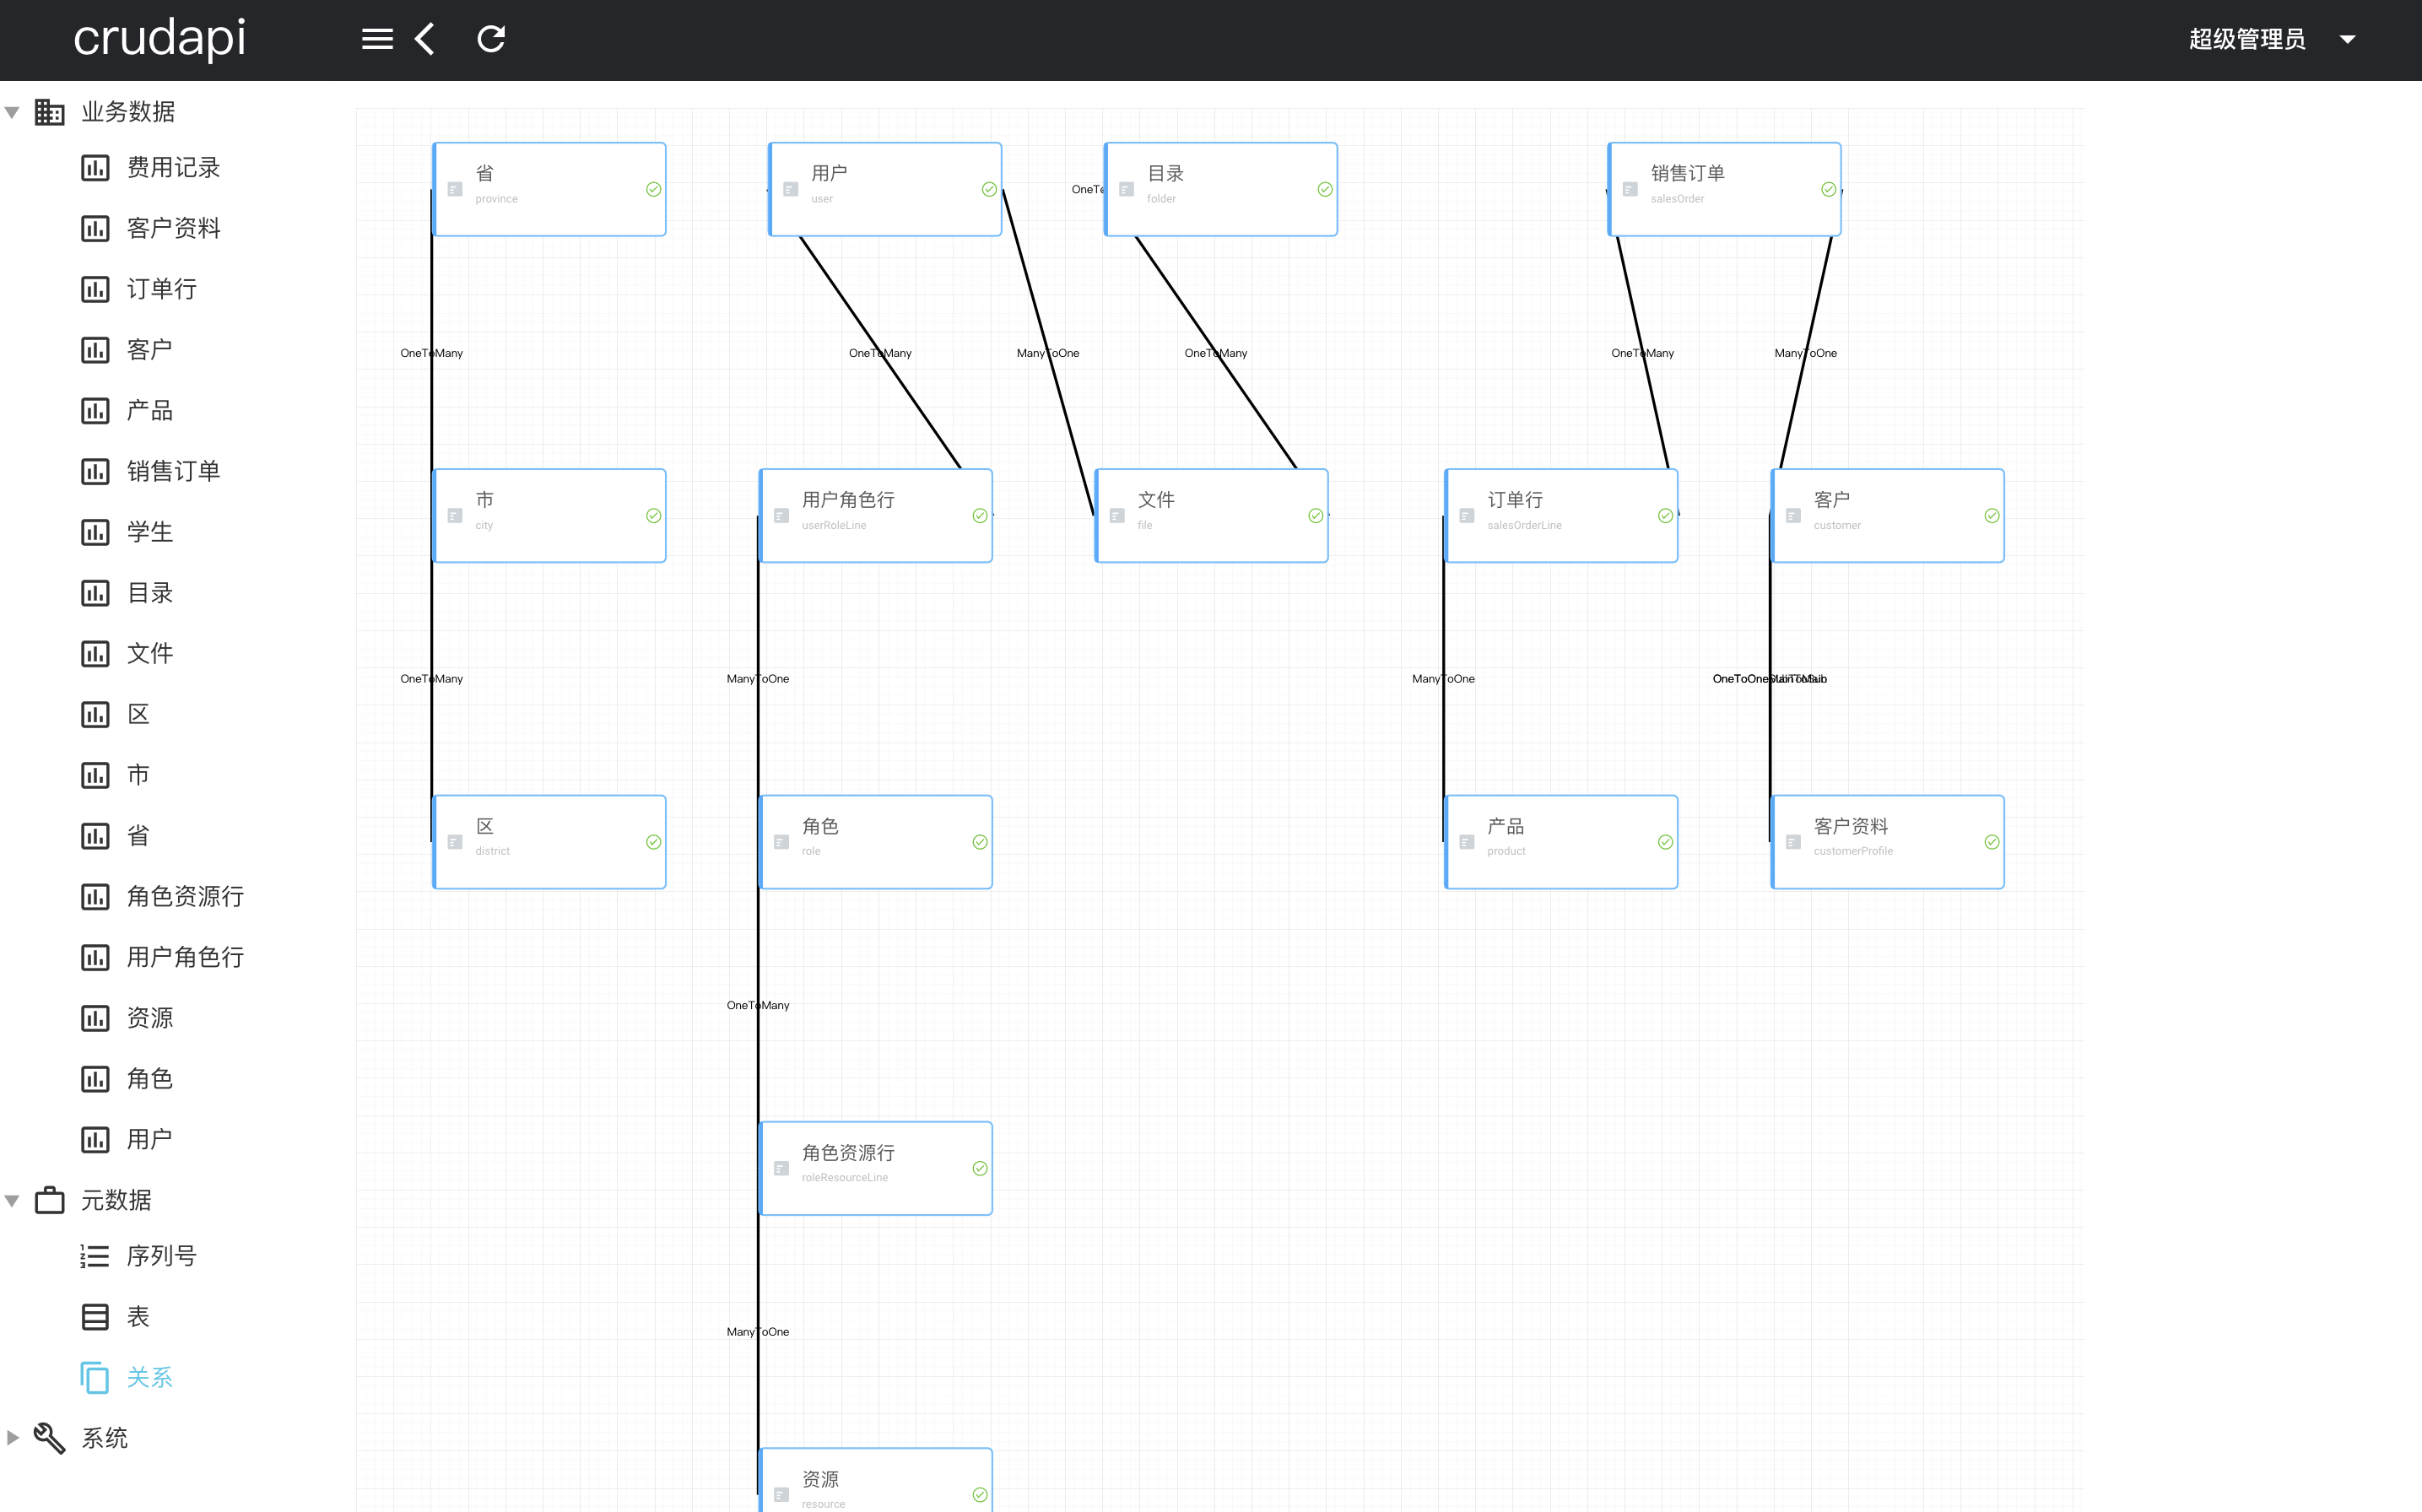 crudapi
超级管理员
业务数据
费用记录
客户资料
订单行
客户
产品
销售订单
学生
目录
文件
区
市
省
角色资源行
用户角色行
资源
角色
用户
元数据
序列号
表
关系
系统
省
province
用户
user
目录
folder
销售订单
salesOrder
OneToMany
OneToMany
ManyToOne
OneToMany
OneToMany
ManyToOne
市
city
用户角色行
userRoleLine
文件
file
订单行
salesOrderLine
客户
customer
OneToMany
ManyToOne
ManyToOne
区
district
角色
role
产品
product
客户资料
customerProfile
OneToMany
角色资源行
roleResourceLine
ManyToOne
资源
resource